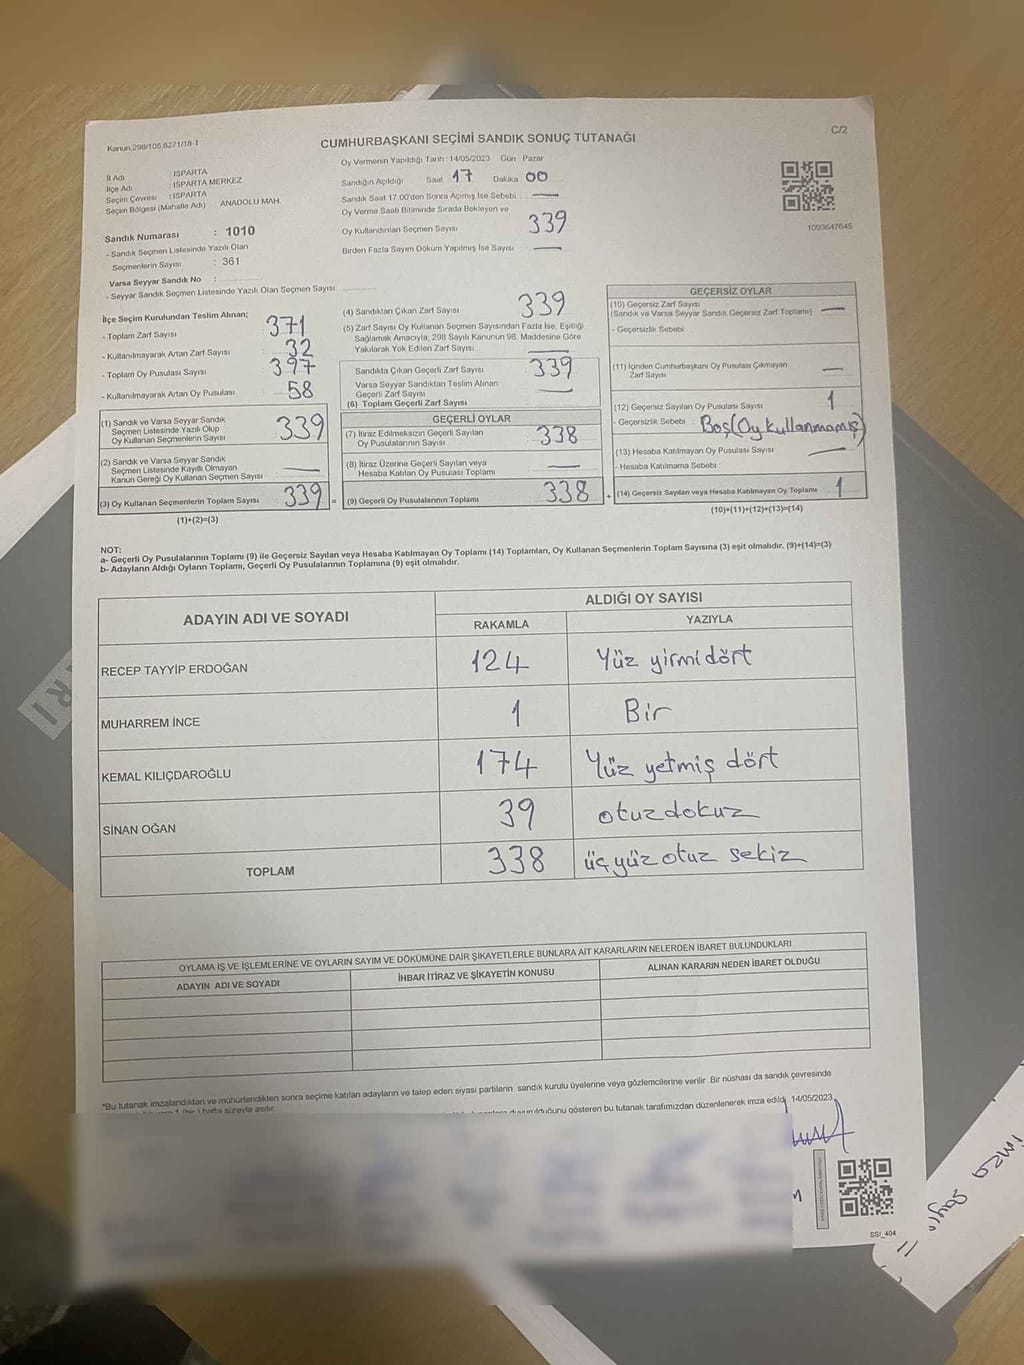 C/2
Kanun,298/105,6271/18-1
CUMHURBAŞKANI SEÇİMİ SANDIK SONUÇ TUTANAĞI
İl Adı : ISPARTA
İlçe Adı : ISPARTA MERKEZ
Seçim Çevresi : ISPARTA
Seçim Bölgesi (Mahalle Adı) ANADOLU MAH.
Sandık Numarası : 1010
- Sandık Seçmen Listesinde Yazılı Olan
Seçmenlerin Sayısı : 361
Varsa Seyyar Sandık No :
- Seyyar Sandık Seçmen Listesinde Yazılı Olan Seçmen Sayısı:
Oy Vermenin Yapıldığı Tarih : 14/05/2023 Gün : Pazar
Sandığın Açıldığı Saat 17 Dakika 00
Sandık Saat 17.00'den Sonra Açılmış İse Sebebi : —
Oy Verme Saati Bitiminde Sırada Bekleyen ve
Oy Kullandırılan Seçmen Sayısı 339
Birden Fazla Sayım Döküm Yapılmış İse Sayısı —
1093647645
İlçe Seçim Kurulundan Teslim Alınan;
- Toplam Zarf Sayısı 371
- Kullanılmayarak Artan Zarf Sayısı 32
- Toplam Oy Pusulası Sayısı 397
- Kullanılmayarak Artan Oy Pusulası 58
(1) Sandık ve Varsa Seyyar Sandık
Seçmen Listesinde Yazılı Olup
Oy Kullanan Seçmenlerin Sayısı 339
(2) Sandık ve Varsa Seyyar Sandık
Seçmen Listesinde Kayıtlı Olmayan
Kanun Gereği Oy Kullanan Seçmen Sayısı —
(3) Oy Kullanan Seçmenlerin Toplam Sayısı 339 =
(1)+(2)=(3)
(4) Sandıktan Çıkan Zarf Sayısı 339
(5) Zarf Sayısı Oy Kullanan Seçmen Sayısından Fazla İse, Eşitliği
Sağlamak Amacıyla; 298 Sayılı Kanunun 98. Maddesine Göre
Yakılarak Yok Edilen Zarf Sayısı —
Sandıkta Çıkan Geçerli Zarf Sayısı 339
Varsa Seyyar Sandıktan Teslim Alınan
Geçerli Zarf Sayısı —
(6) Toplam Geçerli Zarf Sayısı
GEÇERLİ OYLAR
(7) İtiraz Edilmeksizin Geçerli Sayılan
Oy Pusulalarının Sayısı 338
(8) İtiraz Üzerine Geçerli Sayılan veya
Hesaba Katılan Oy Pusulası Toplamı —
(9) Geçerli Oy Pusulalarının Toplamı 338 +
GEÇERSİZ OYLAR
(10) Geçersiz Zarf Sayısı
(Sandık ve Varsa Seyyar Sandık Geçersiz Zarf Toplamı) —
- Geçersizlik Sebebi :
(11) İçinden Cumhurbaşkanı Oy Pusulası Çıkmayan
Zarf Sayısı —
(12) Geçersiz Sayılan Oy Pusulası Sayısı 1
- Geçersizlik Sebebi : Boş(Oy kullanmamış)
(13) Hesaba Katılmayan Oy Pusulası Sayısı —
- Hesaba Katılmama Sebebi :
(14) Geçersiz Sayılan veya Hesaba Katılmayan Oy Toplamı 1
(10)+(11)+(12)+(13)=(14)
NOT:
a- Geçerli Oy Pusulalarının Toplamı (9) ile Geçersiz Sayılan veya Hesaba Katılmayan Oy Toplamı (14) Toplamları, Oy Kullanan Seçmenlerin Toplam Sayısına (3) eşit olmalıdır. (9)+(14)=(3)
b- Adayların Aldığı Oyların Toplamı, Geçerli Oy Pusulalarının Toplamına (9) eşit olmalıdır.
ADAYIN ADI VE SOYADI ALDIĞI OY SAYISI
RAKAMLA YAZIYLA
RECEP TAYYİP ERDOĞAN 124 Yüz yirmidört
MUHARREM İNCE 1 Bir
KEMAL KILIÇDAROĞLU 174 Yüz yetmiş dört
SİNAN OĞAN 39 otuzdokuz
TOPLAM 338 üçyüz otuz sekiz
OYLAMA İŞ VE İŞLEMLERİNE VE OYLARIN SAYIM VE DÖKÜMÜNE DAİR ŞİKAYETLERLE BUNLARA AİT KARARLARIN NELERDEN İBARET BULUNDUKLARI
ADAYIN ADI VE SOYADI İHBAR İTİRAZ VE ŞİKAYETİN KONUSU ALINAN KARARIN NEDEN İBARET OLDUĞU
*Bu tutanak imzalandıktan ve mühürlendikten sonra seçime katılan adayların ve talep eden siyasi partilerin sandık kurulu üyelerine veya gözlemcilerine verilir. Bir nüshası da sandık çevresinde
1 (bir) hafta süreyle asılır.
olduğunu gösteren bu tutanak tarafımızdan düzenlenerek imza edildi. 14/05/2023
SSI_404
imza sayı